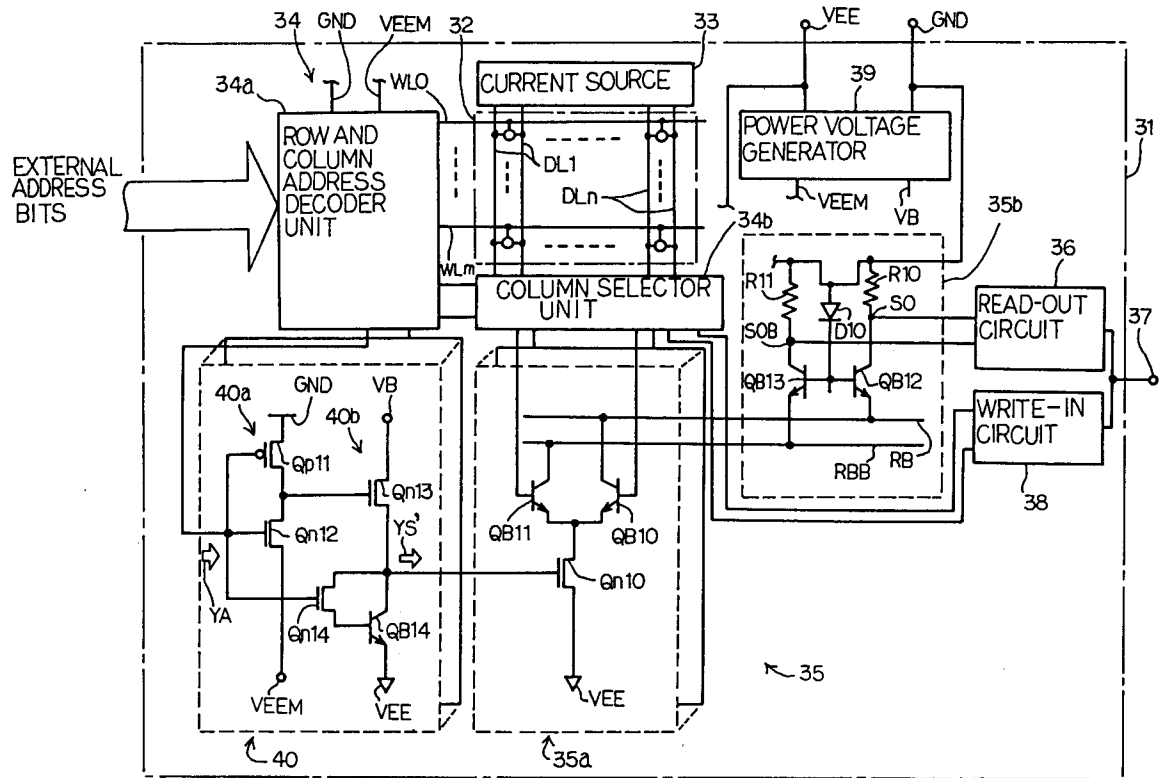 34
GND
VEEM
32
33
VEE
GND
34a
WL0
CURRENT SOURCE
39
31
ROW AND
COLUMN
ADDRESS
DECODER
UNIT
POWER VOLTAGE
GENERATOR
EXTERNAL
ADDRESS
BITS
DL1
DLn
VEEM
VB
34b
35b
WLm
COLUMN SELECTOR
UNIT
R11
R10
36
SO
READ-OUT
CIRCUIT
37
SOB
D10
QB13
QB12
GND
VB
40a
40b
WRITE-IN
CIRCUIT
Qp11
RB
RBB
38
Qn13
Qn12
YS'
QB11
QB10
Qn10
YA
Qn14
QB14
35
VEEM
VEE
VEE
40
35a